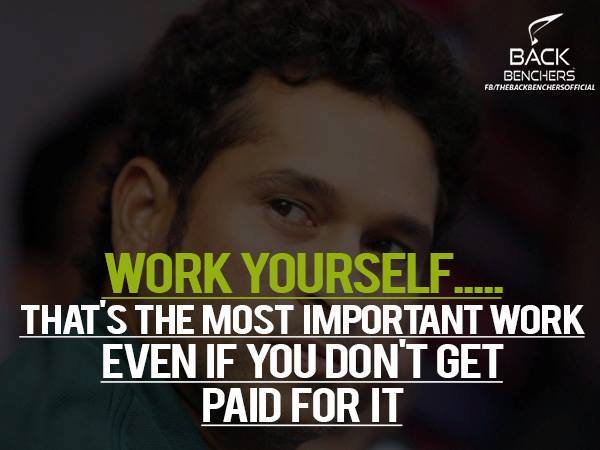 BACK
BENCHERS
FB/THEBACKBENCHERSOFFICIAL
WORK YOURSELF.....
THAT'S THE MOST IMPORTANT WORK
EVEN IF YOU DON'T GET
PAID FOR IT